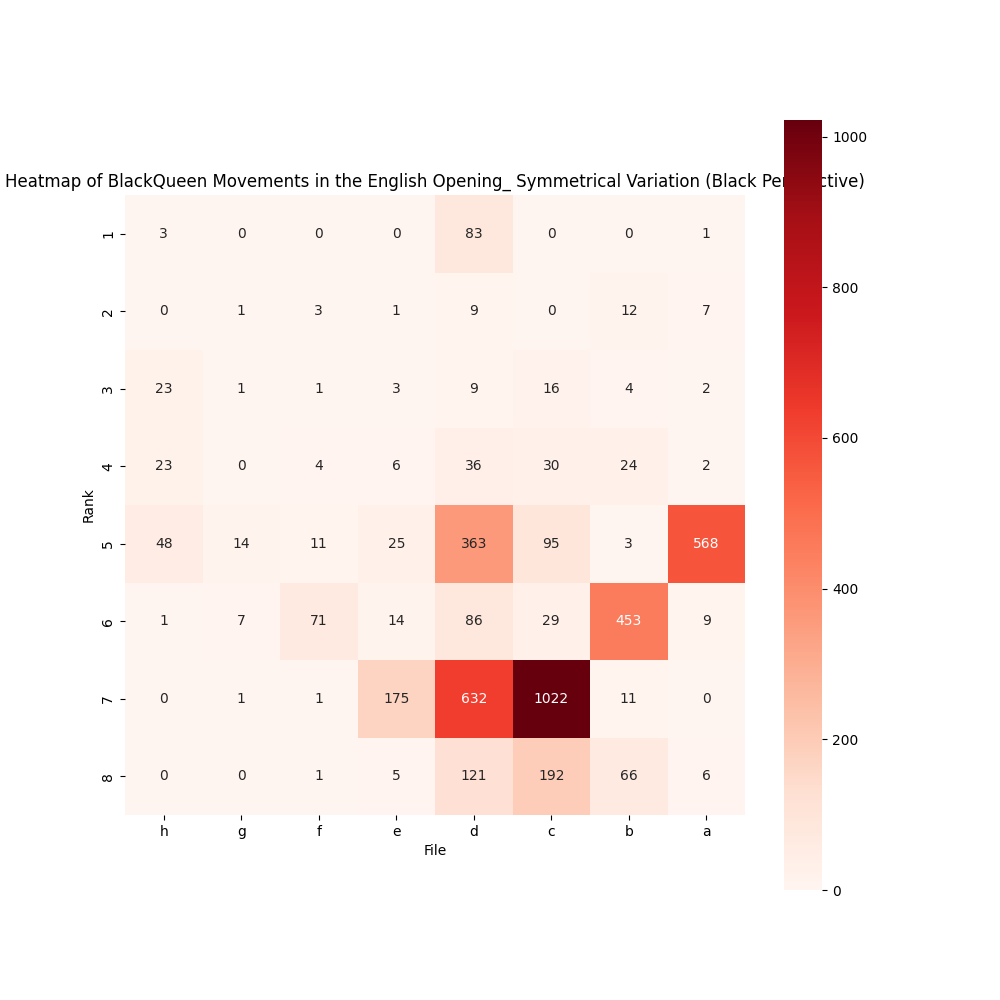 Heatmap of BlackQueen Movements in the English Opening_ Symmetrical Variation (Black Pe ctive)
1 3 0 0 0 83 0 0 1
2 0 1 3 1 9 0 12 7
3 23 1 1 3 9 16 4 2
4 23 0 4 6 36 30 24 2
Rank
5 48 14 11 25 363 95 3 568
6 1 7 71 14 86 29 453 9
7 0 1 1 175 632 1022 11 0
8 0 0 1 5 121 192 66 6
h g f e d c b a
File
1000
800
600
400
200
0